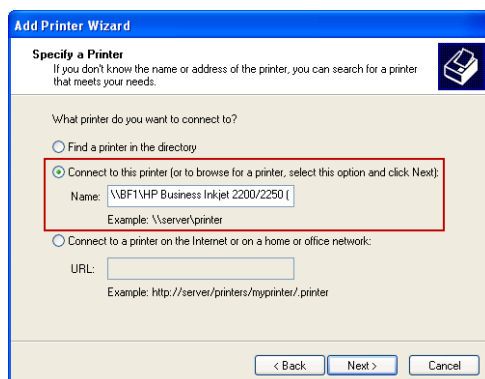 Add Printer Wizard
Specify a Printer
If you don't know the name or address of the printer, you can search for a printer
that meets your needs.
What printer do you want to connect to?
Find a printer in the directory
Connect to this printer (or to browse for a printer, select this option and click Next):
Name: \\BF1\HP Business Inkjet 2200/2250 (
Example: \\server\printer
Connect to a printer on the Internet or on a home or office network:
URL:
Example: http://server/printers/myprinter/.printer
< Back Next > Cancel